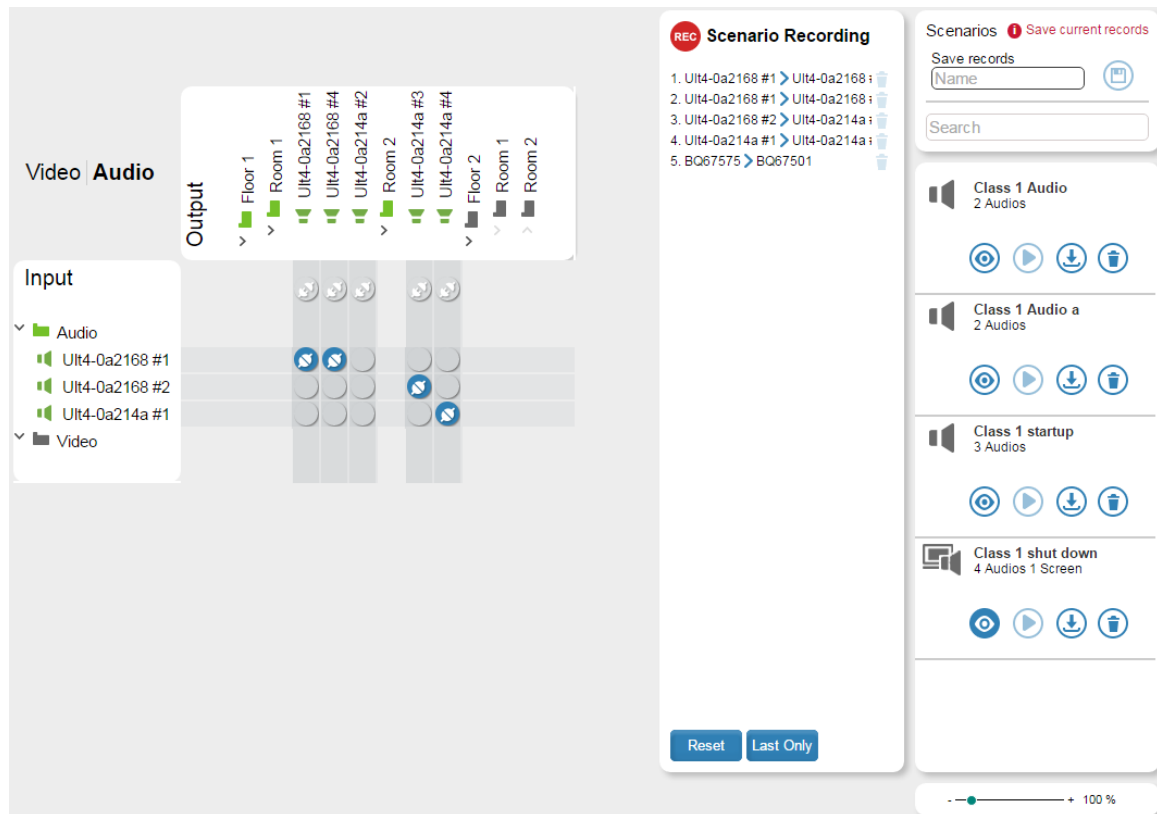 Video Audio
Output
Floor 1
Room 1
Ult4-0a2168 #1
Ult4-0a2168 #4
Ult4-0a214a #2
Room 2
Ult4-0a214a #3
Ult4-0a214a #4
Floor 2
Room 1
Room 2
Input
Audio
Ult4-0a2168 #1
Ult4-0a2168 #2
Ult4-0a214a #1
Video
REC Scenario Recording
1. Ult4-0a2168 #1 > Ult4-0a2168
2. Ult4-0a2168 #1 > Ult4-0a2168
3. Ult4-0a2168 #2 > Ult4-0a214a
4. Ult4-0a214a #1 > Ult4-0a214a
5. BQ67575 > BQ67501
Reset Last Only
Scenarios Save current records
Save records
Name
Search
Class 1 Audio
2 Audios
Class 1 Audio a
2 Audios
Class 1 startup
3 Audios
Class 1 shut down
4 Audios 1 Screen
- + 100 %